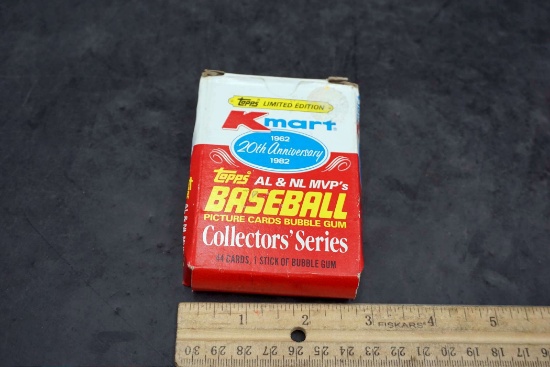 Topps LIMITED EDITION
Kmart
1962
20th Anniversary
1982
Topps AL & NL MVP's
BASEBALL
PICTURE CARDS BUBBLE GUM
Collectors' Series
44 CARDS, 1 STICK OF BUBBLE GUM
Topps
1 2 3 FISKARS 4 5
30 29 28 27 26 25 24 23 22 21 20 19 18 17 16